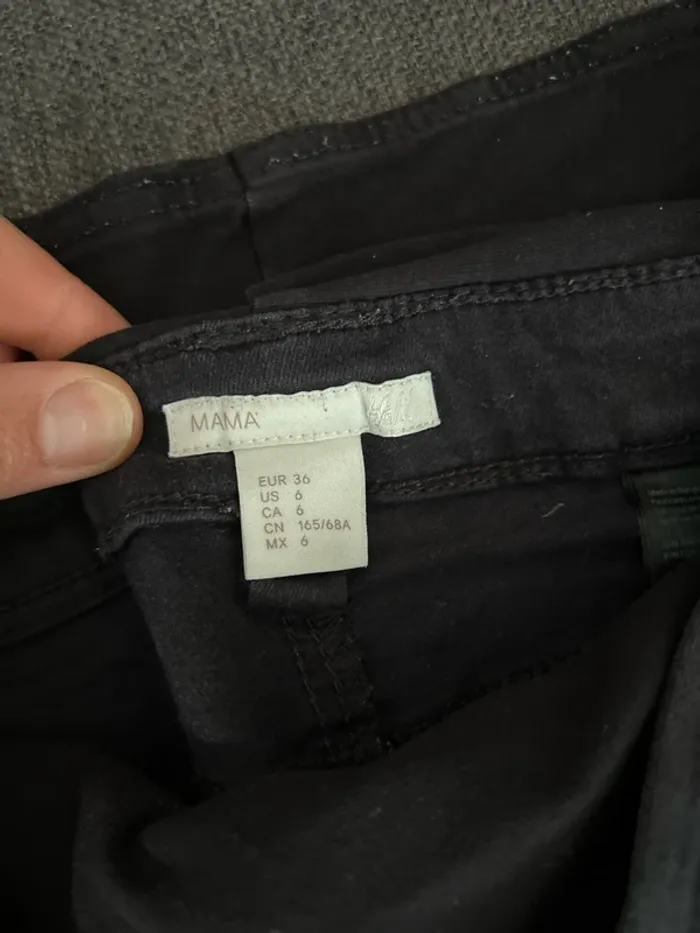 MAMA H&M
EUR 36
US 6
CA 6
CN 165/68A
MX 6